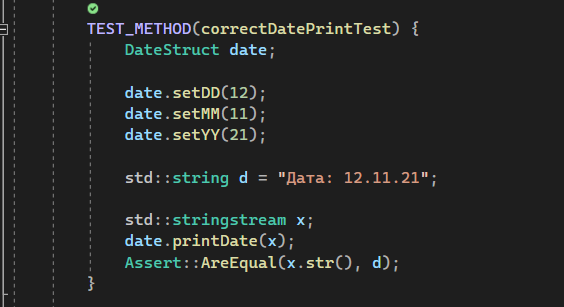 TEST_METHOD(correctDatePrintTest) {
DateStruct date;
date.setDD(12);
date.setMM(11);
date.setYY(21);
std::string d = "Дата: 12.11.21";
std::stringstream x;
date.printDate(x);
Assert::AreEqual(x.str(), d);
}